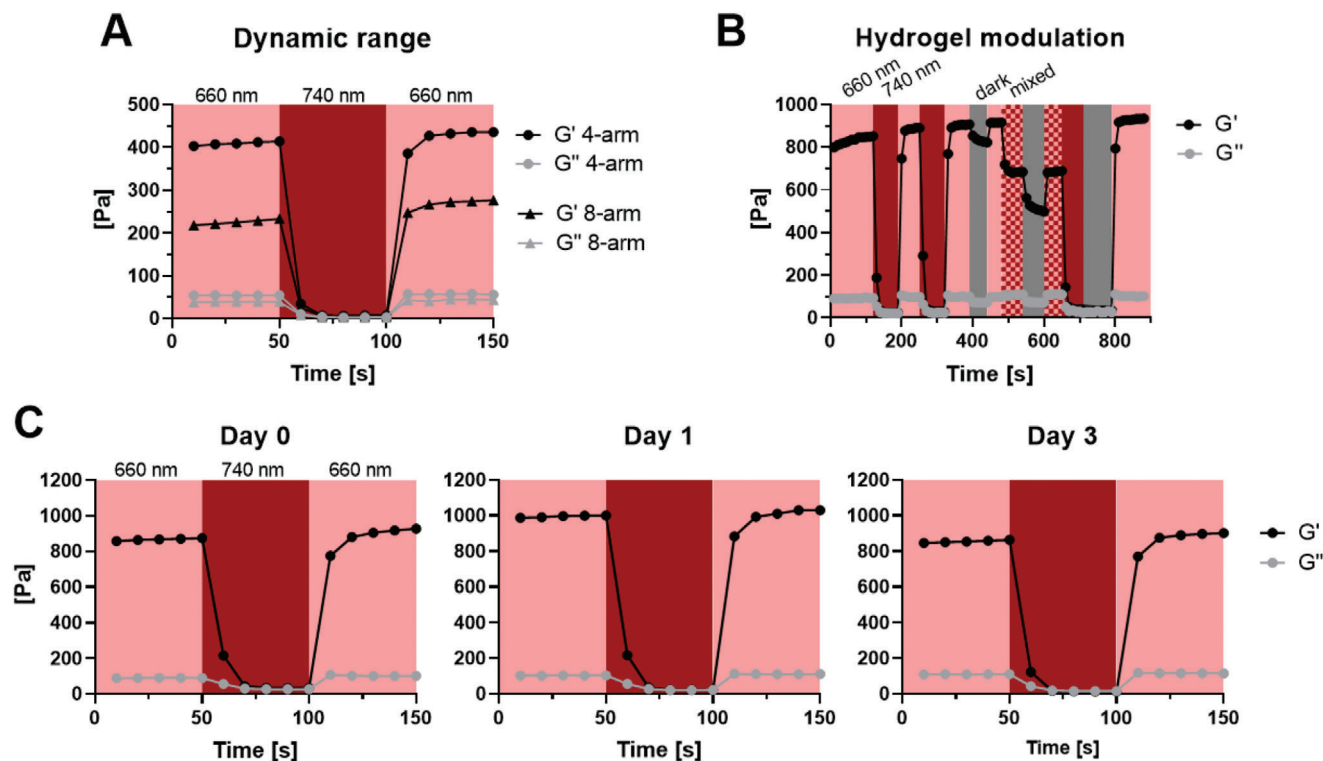 A
Dynamic range
660 nm 740 nm 660 nm
500
400
300
200
100
0
[Pa]
0 50 100 150
Time [s]
G' 4-arm
G'' 4-arm
G' 8-arm
G'' 8-arm
B
Hydrogel modulation
660 nm 740 nm dark mixed
1000
800
600
400
200
0
[Pa]
0 200 400 600 800
Time [s]
G'
G''
C
Day 0
660 nm 740 nm 660 nm
1200
1000
800
600
400
200
0
[Pa]
0 50 100 150
Time [s]
Day 1
1200
1000
800
600
400
200
0
0 50 100 150
Time [s]
Day 3
1200
1000
800
600
400
200
0
0 50 100 150
Time [s]
G'
G''